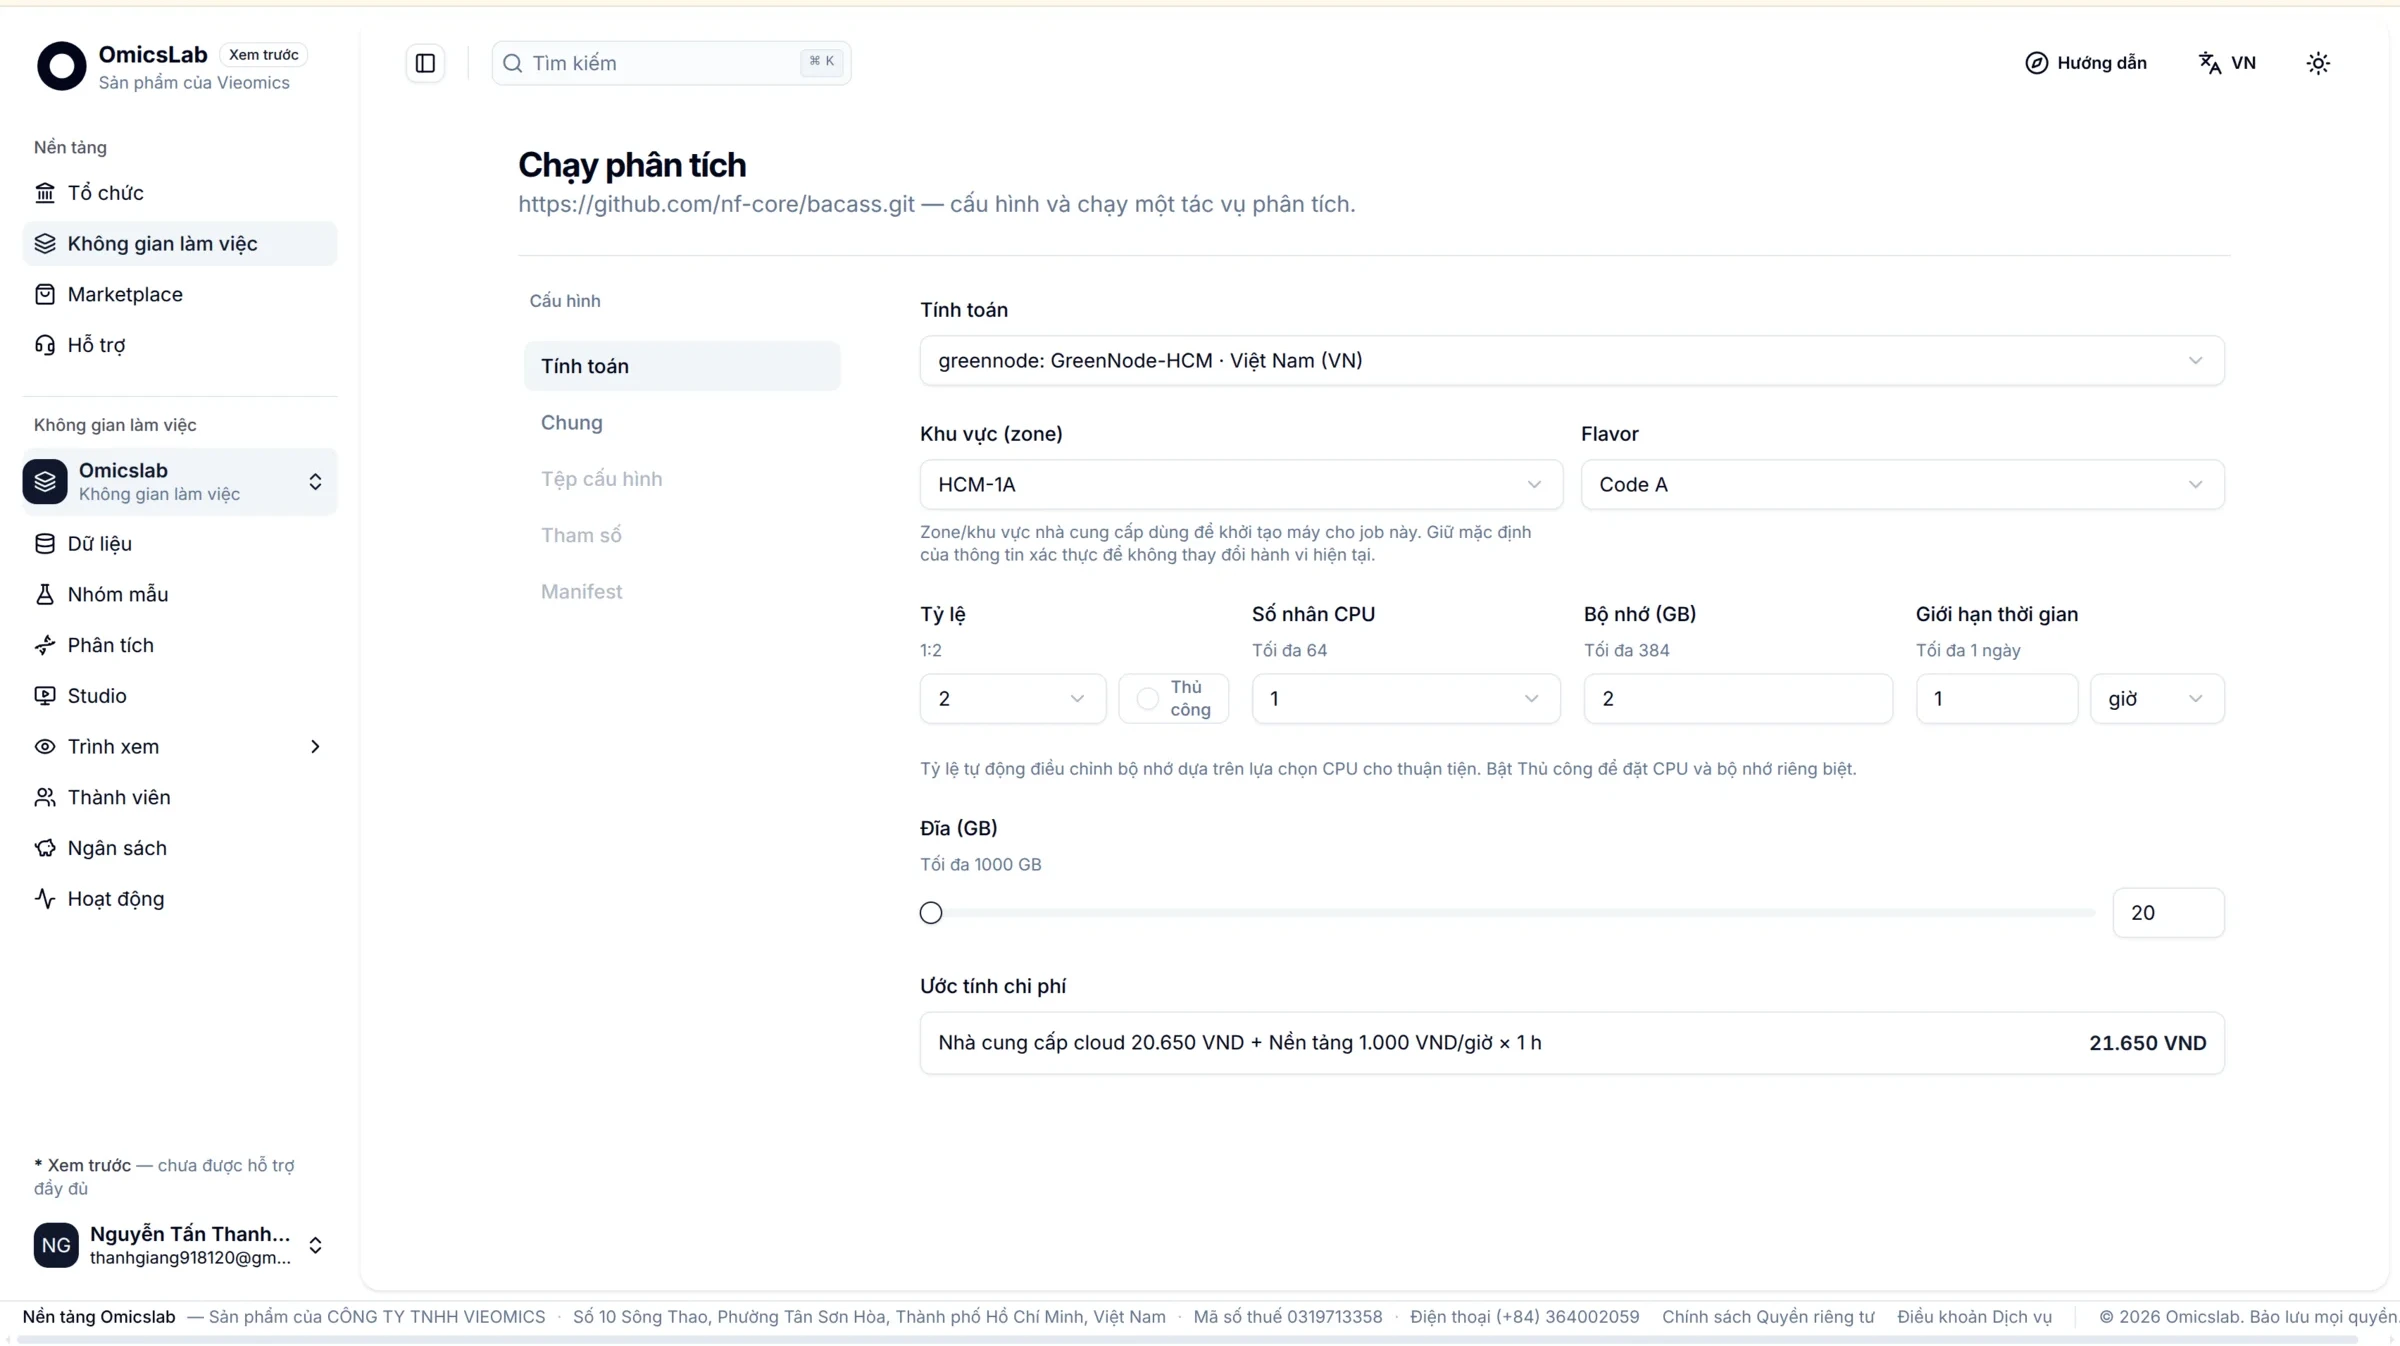 OmicsLab
Xem trước
Sản phẩm của Vieomics
Nền tảng
Tổ chức
Không gian làm việc
Marketplace
Hỗ trợ
Không gian làm việc
Omicslab
Không gian làm việc
Dữ liệu
Nhóm mẫu
Phân tích
Studio
Trình xem
Thành viên
Ngân sách
Hoạt động
* Xem trước — chưa được hỗ trợ
đầy đủ
NG
Nguyễn Tấn Thanh...
thanhgiang918120@gm...
Tìm kiếm
⌘ K
Hướng dẫn
VN
Chạy phân tích
https://github.com/nf-core/bacass.git — cấu hình và chạy một tác vụ phân tích.
Cấu hình
Tính toán
Chung
Tệp cấu hình
Tham số
Manifest
Tính toán
greennode: GreenNode-HCM · Việt Nam (VN)
Khu vực (zone)
HCM-1A
Zone/khu vực nhà cung cấp dùng để khởi tạo máy cho job này. Giữ mặc định
của thông tin xác thực để không thay đổi hành vi hiện tại.
Flavor
Code A
Tỷ lệ
1:2
2
Thủ
công
Số nhân CPU
Tối đa 64
1
Bộ nhớ (GB)
Tối đa 384
2
Giới hạn thời gian
Tối đa 1 ngày
1
giờ
Tỷ lệ tự động điều chỉnh bộ nhớ dựa trên lựa chọn CPU cho thuận tiện. Bật Thủ công để đặt CPU và bộ nhớ riêng biệt.
Đĩa (GB)
Tối đa 1000 GB
20
Ước tính chi phí
Nhà cung cấp cloud 20.650 VND + Nền tảng 1.000 VND/giờ × 1 h
21.650 VND
Nền tảng Omicslab — Sản phẩm của CÔNG TY TNHH VIEOMICS · Số 10 Sông Thao, Phường Tân Sơn Hòa, Thành phố Hồ Chí Minh, Việt Nam · Mã số thuế 0319713358 · Điện thoại (+84) 364002059 Chính sách Quyền riêng tư Điều khoản Dịch vụ © 2026 Omicslab. Bảo lưu mọi quyền.